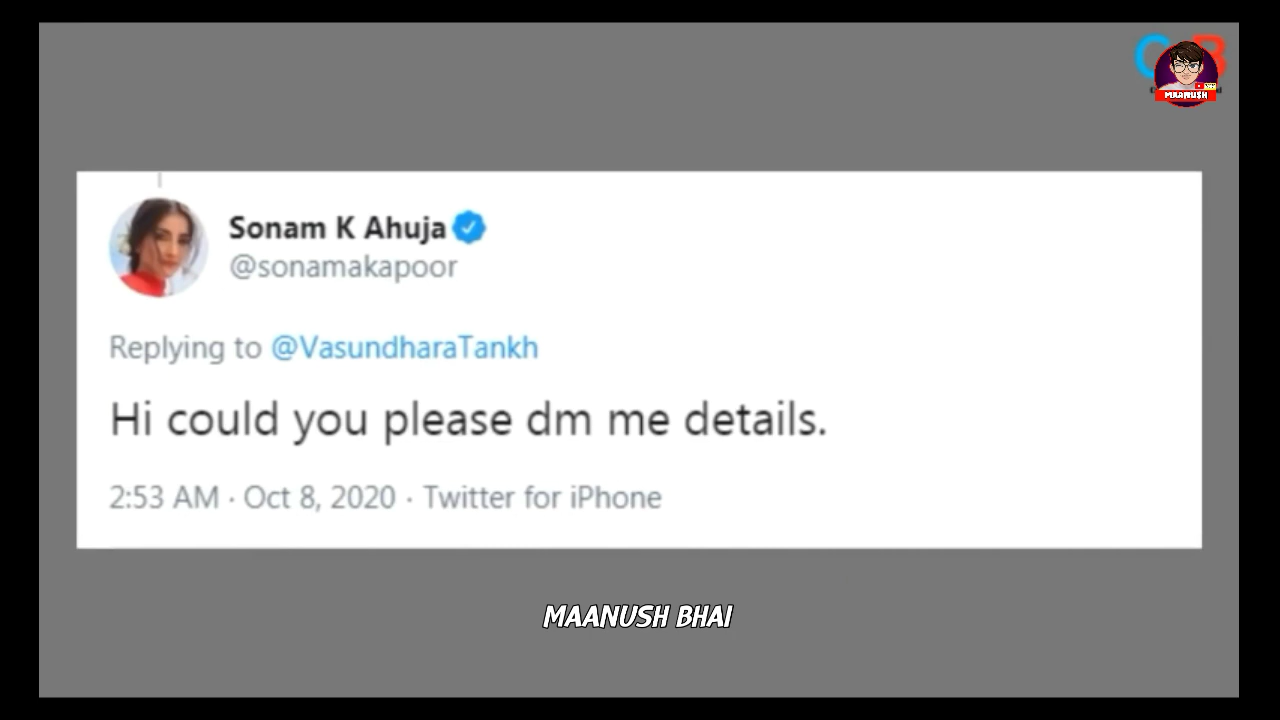 MAANUSH
Sonam K Ahuja
@sonamakapoor
Replying to @VasundharaTankh
Hi could you please dm me details.
2:53 AM · Oct 8, 2020 · Twitter for iPhone
MAANUSH BHAI